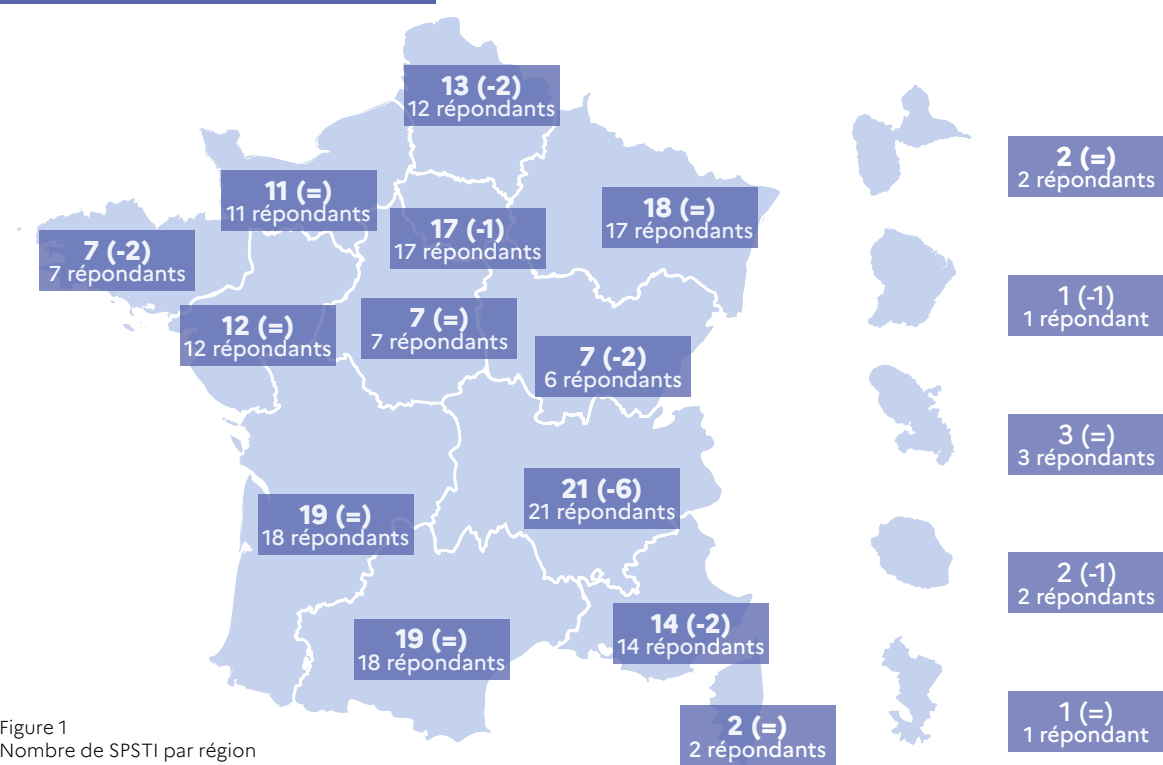 13 (-2)
12 répondants
11 (=)
11 répondants
18 (=)
17 répondants
17 (-1)
17 répondants
7 (-2)
7 répondants
12 (=)
12 répondants
7 (=)
7 répondants
7 (-2)
6 répondants
21 (-6)
21 répondants
19 (=)
18 répondants
14 (-2)
14 répondants
19 (=)
18 répondants
2 (=)
2 répondants
2 (=)
2 répondants
1 (-1)
1 répondant
3 (=)
3 répondants
2 (-1)
2 répondants
1 (=)
1 répondant
Figure 1
Nombre de SPSTI par région